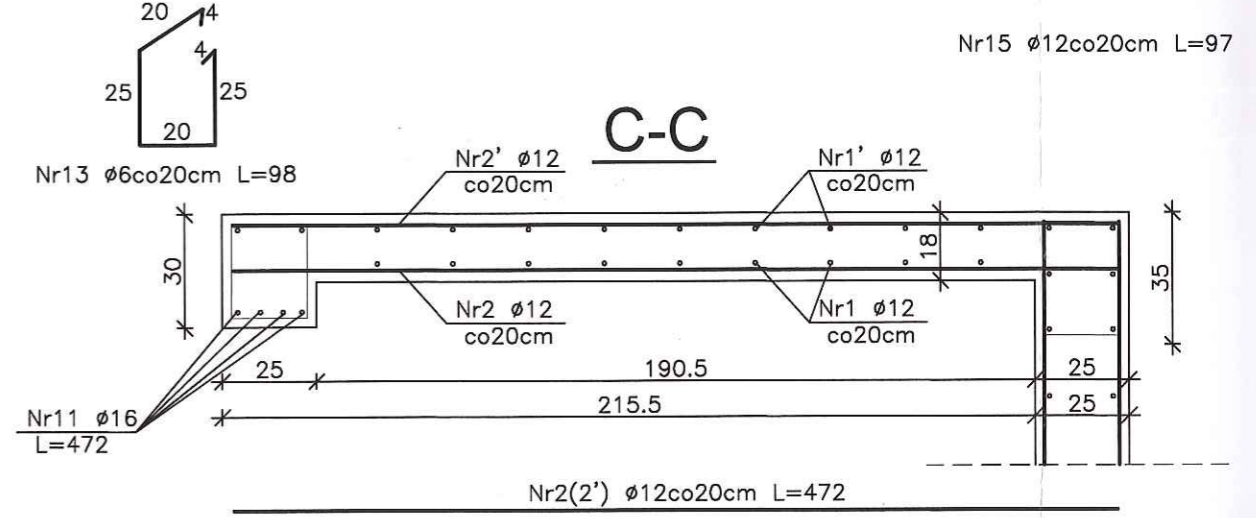 20 4
4
25 25
20
Nr13 ø6co20cm L=98
Nr15 ø12co20cm L=97
C-C
Nr2' ø12
co20cm
Nr1' ø12
co20cm
30
18
35
Nr2 ø12
co20cm
Nr1 ø12
co20cm
25 190.5 25
215.5 25
Nr11 ø16
L=472
Nr2(2') ø12co20cm L=472